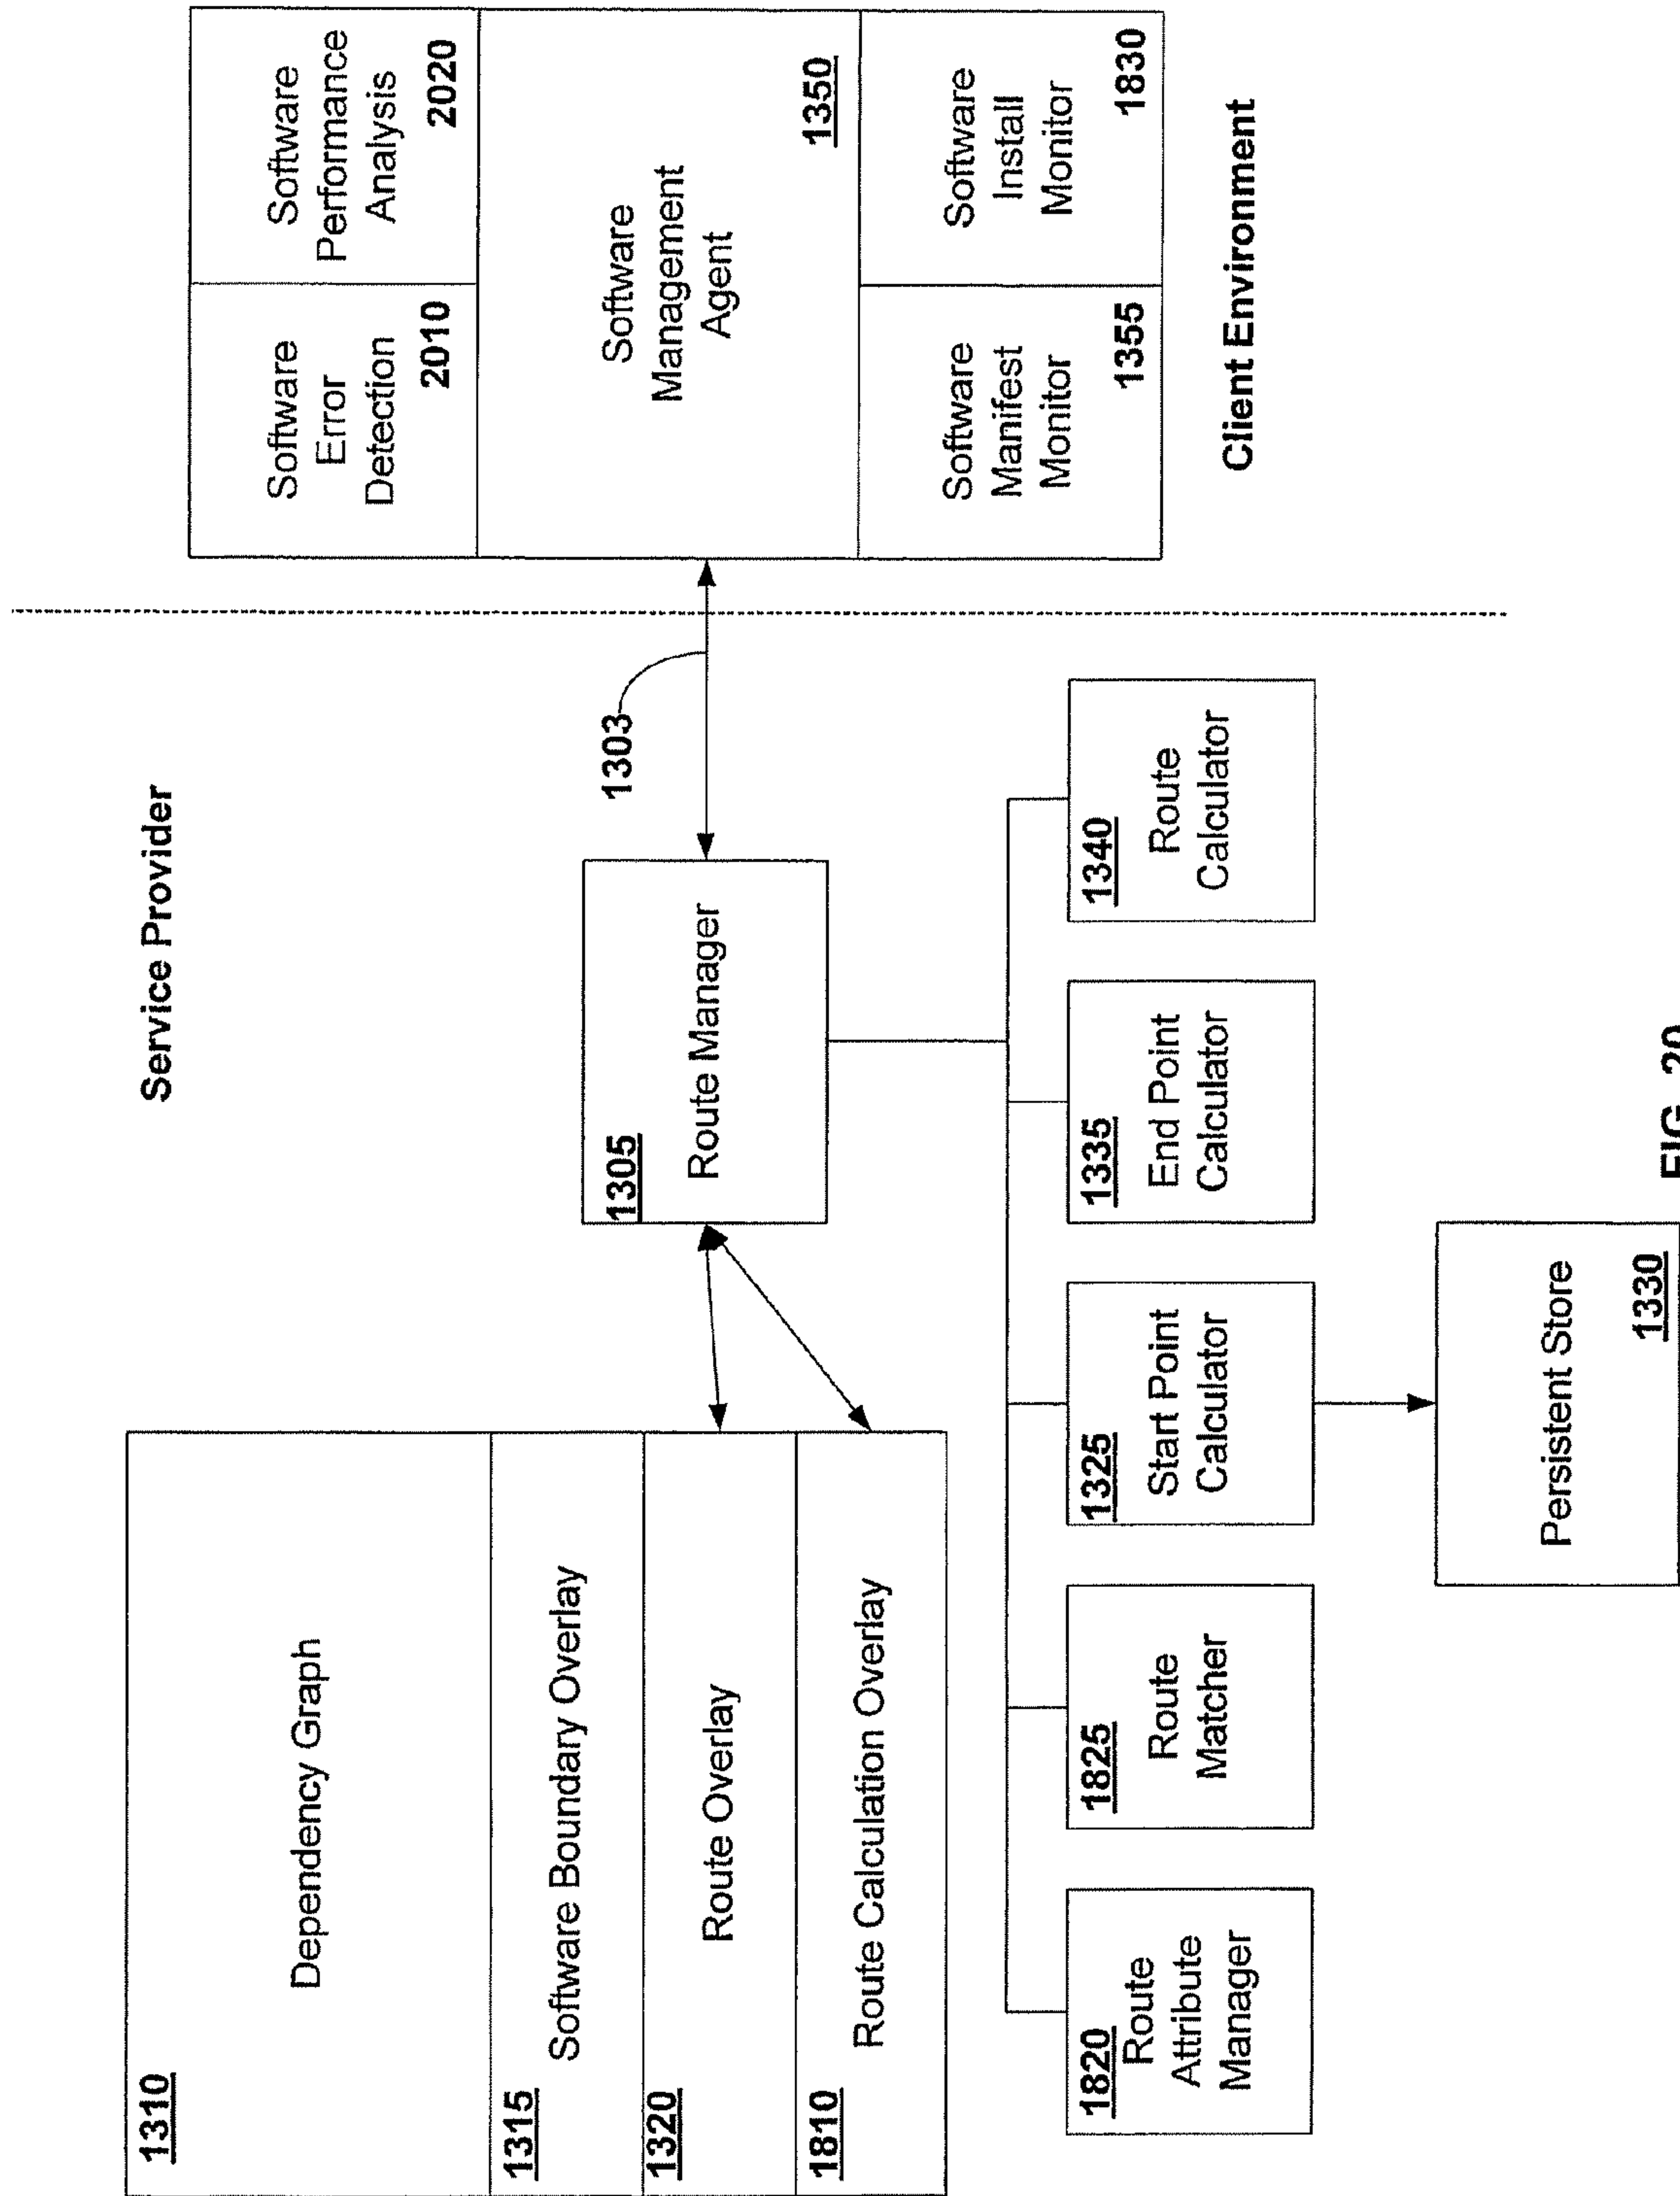 Service Provider
1310
Dependency Graph
1315
Software Boundary Overlay
1320
Route Overlay
1810
Route Calculation Overlay
1305
Route Manager
1303
1820
Route
Attribute
Manager
1825
Route
Matcher
1325
Start Point
Calculator
1335
End Point
Calculator
1340
Route
Calculator
Persistent Store
1330
Software
Error
Detection
2010
Software
Performance
Analysis
2020
Software
Management
Agent
1350
Software
Manifest
Monitor
1355
Software
Install
Monitor
1830
Client Environment
FIG. 20